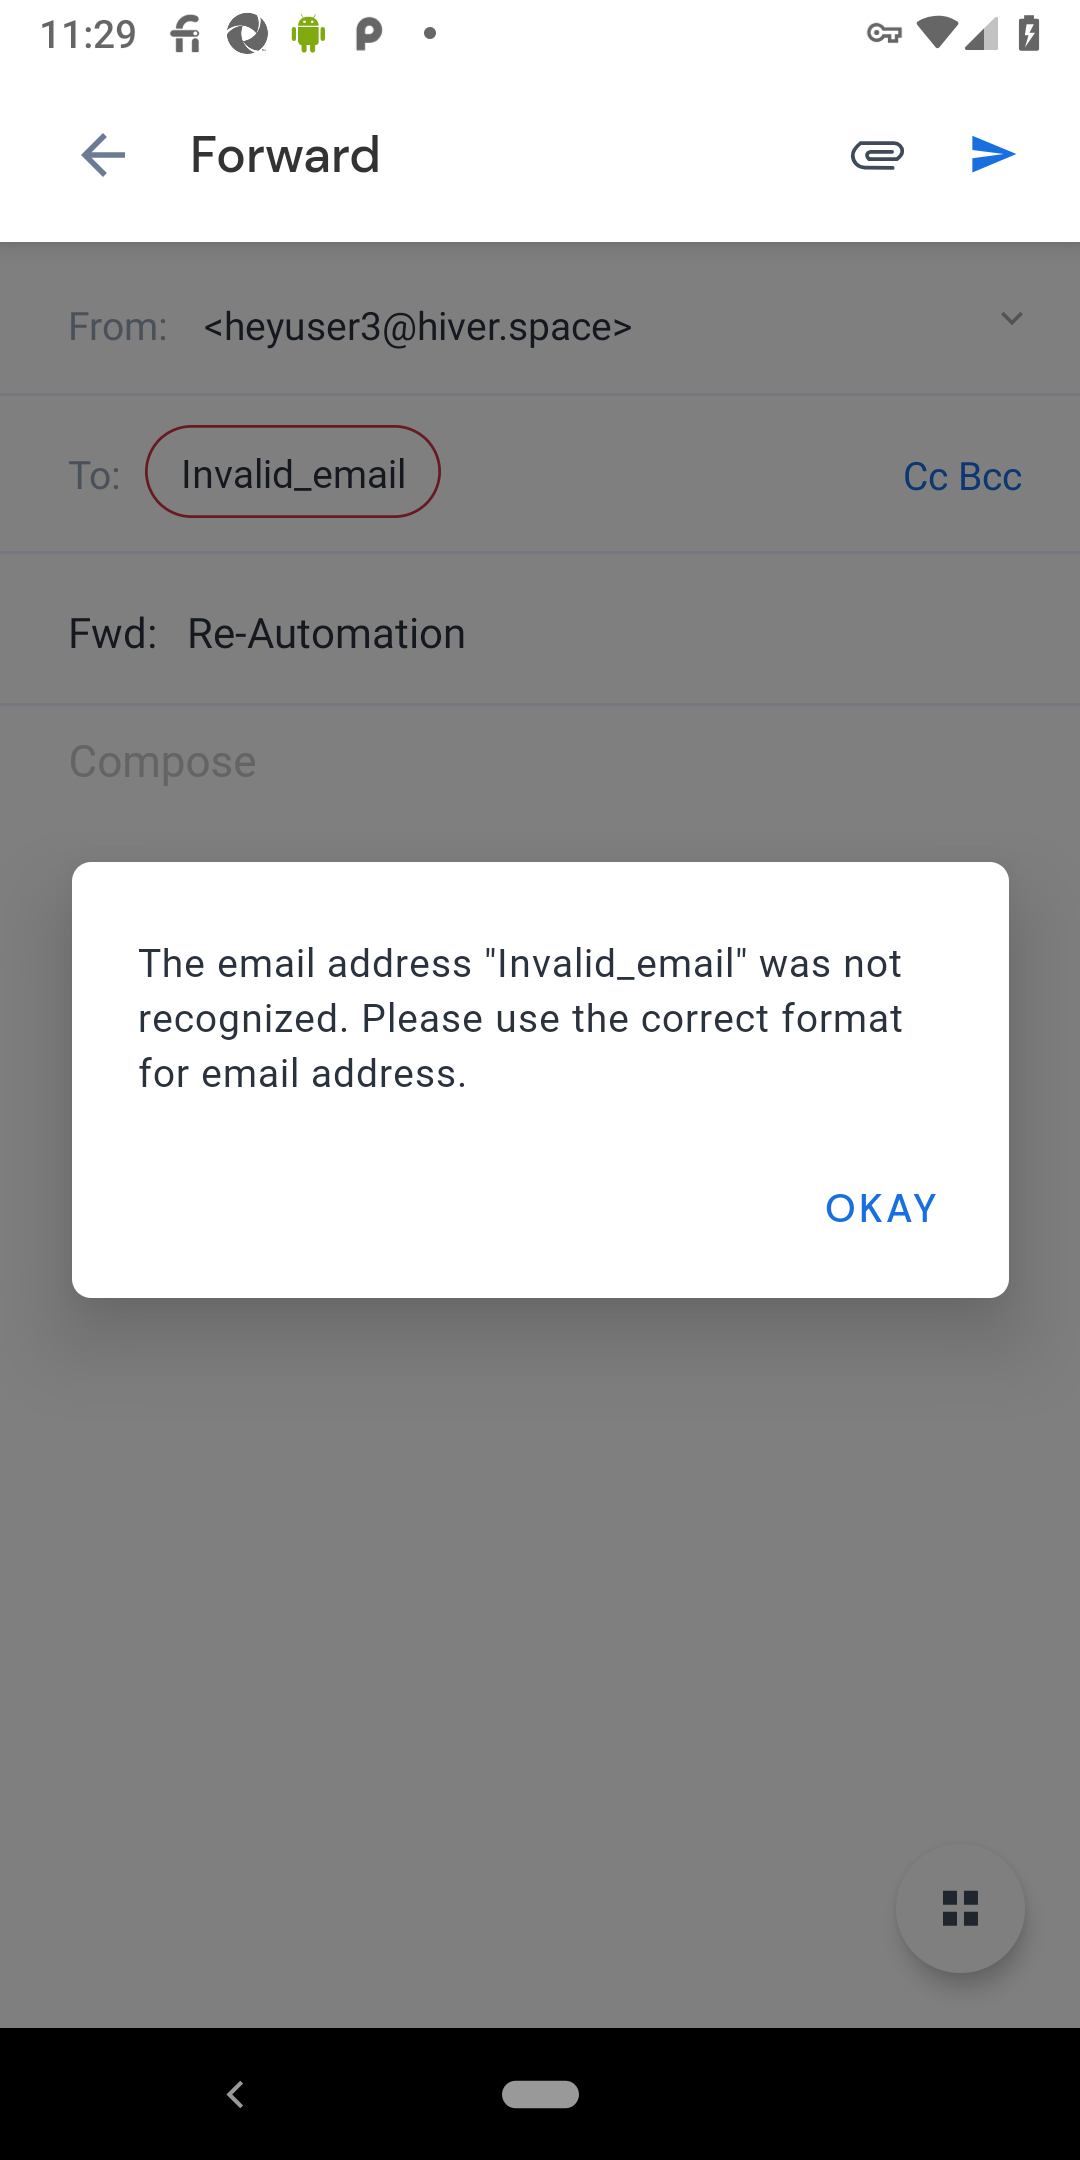 11:29
Forward
From: <heyuser3@hiver.space>
To: Invalid_email Cc Bcc
Fwd: Re-Automation
Compose
The email address "Invalid_email" was not
recognized. Please use the correct format
for email address.
OKAY